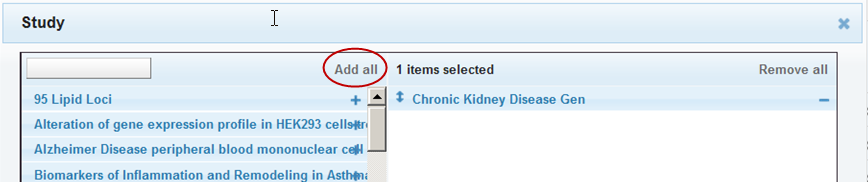 Study
Add all 1 items selected Remove all
95 Lipid Loci Chronic Kidney Disease Gen
Alteration of gene expression profile in HEK293 cells
Alzheimer Disease peripheral blood mononuclear cell
Biomarkers of Inflammation and Remodeling in Asthma